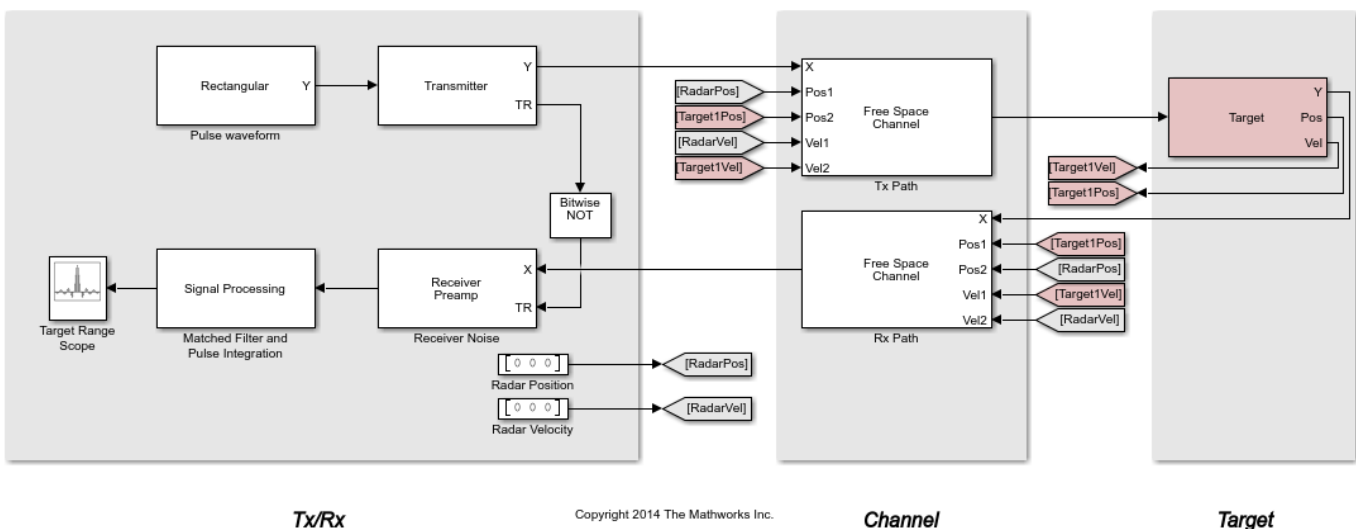 Rectangular
Y
Pulse waveform
Transmitter
Y
TR
[RadarPos]
[Target1Pos]
[RadarVel]
[Target1Vel]
X
Pos1
Pos2
Vel1
Vel2
Free Space
Channel
Tx Path
Target
Y
Pos
Vel
[Target1Vel]
[Target1Pos]
Bitwise
NOT
Target Range
Scope
Signal Processing
Matched Filter and
Pulse Integration
Receiver
Preamp
X
TR
Receiver Noise
Free Space
Channel
X
Pos1
Pos2
Vel1
Vel2
Rx Path
[Target1Pos]
[RadarPos]
[Target1Vel]
[RadarVel]
[ 0 0 0 ]
Radar Position
[RadarPos]
[ 0 0 0 ]
Radar Velocity
[RadarVel]
Tx/Rx
Copyright 2014 The Mathworks Inc.
Channel
Target